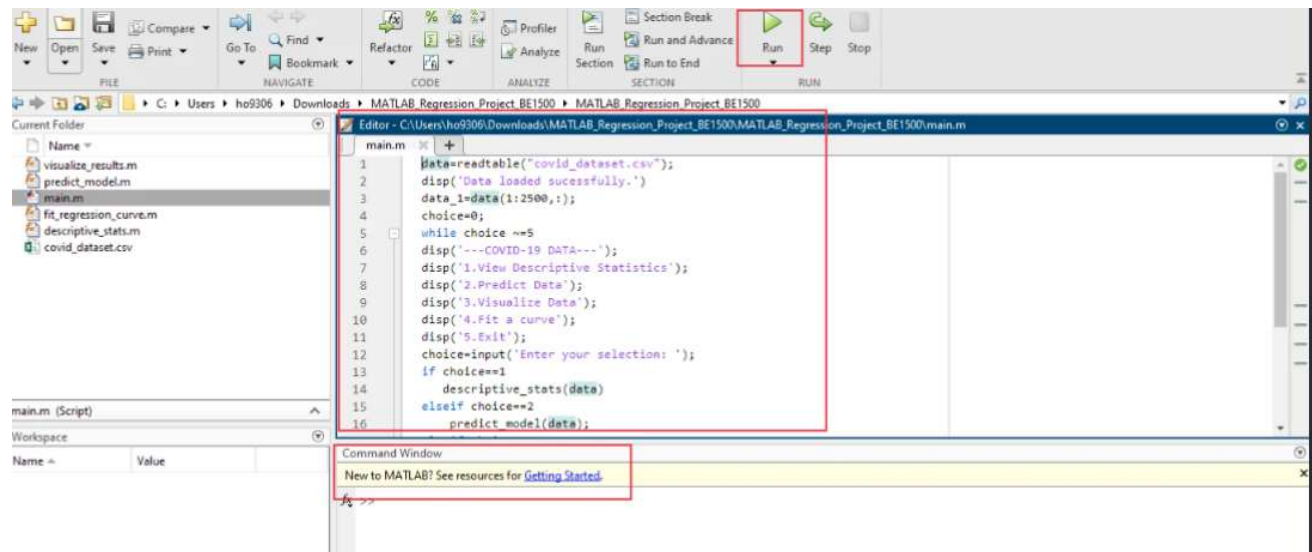 Compare
Section Break
Profiler
Find
Run and Advance
New Open Save Print Go To Refactor Analyze Run Run Step Stop
Bookmark Section Run to End
FILE NAVIGATE CODE ANALYZE SECTION RUN
C: Users ho9306 Downloads MATLAB_Regression_Project_BE1500 MATLAB_Regression_Project_BE1500
Current Folder
Name
visualize_results.m
predict_model.m
main.m
fit_regression_curve.m
descriptive_stats.m
covid_dataset.csv
main.m (Script)
Workspace
Name Value
Editor - C:\Users\ho9306\Downloads\MATLAB_Regression_Project_BE1500\MATLAB_Regression_Project_BE1500\main.m
main.m
1 data=readtable("covid_dataset.csv");
2 disp('Data loaded sucessfully.')
3 data_1=data(1:2500,:);
4 choice=0;
5 while choice ~=5
6 disp('---COVID-19 DATA---');
7 disp('1.View Descriptive Statistics');
8 disp('2.Predict Data');
9 disp('3.Visualize Data');
10 disp('4.Fit a curve');
11 disp('5.Exit');
12 choice=input('Enter your selection: ');
13 if choice==1
14 descriptive_stats(data)
15 elseif choice==2
16 predict_model(data);
Command Window
New to MATLAB? See resources for Getting Started.
fx >>